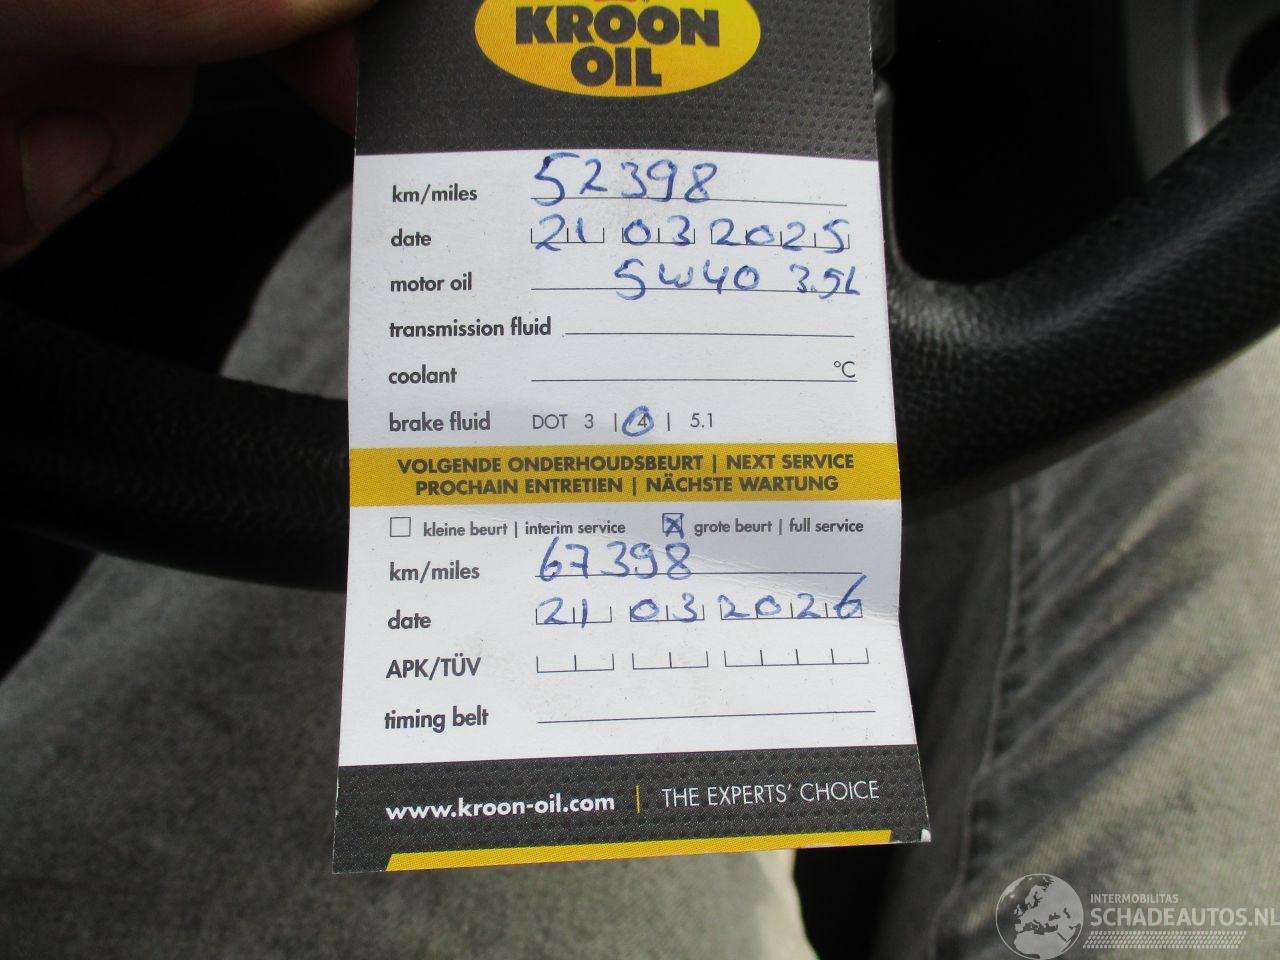 KROON
OIL
km/miles 52398
date 21 03 2025
motor oil 5W40 3.5L
transmission fluid
coolant °C
brake fluid DOT 3 | 4 | 5.1
VOLGENDE ONDERHOUDSBEURT | NEXT SERVICE
PROCHAIN ENTRETIEN | NÄCHSTE WARTUNG
kleine beurt | interim service X grote beurt | full service
km/miles 67398
date 21 03 2026
APK/TÜV
timing belt
www.kroon-oil.com | THE EXPERTS' CHOICE
INTERMOBILITAS
SCHADEAUTOS.NL